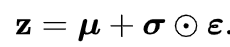 z = μ + σ ⊙ ε.